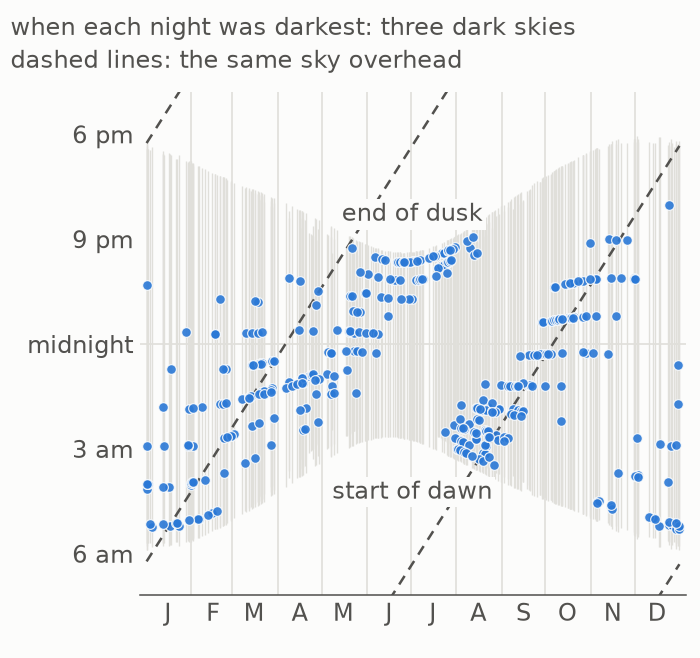 when each night was darkest: three dark skies
dashed lines: the same sky overhead
6 pm
end of dusk
9 pm
midnight
3 am
start of dawn
6 am
J F M A M J J A S O N D